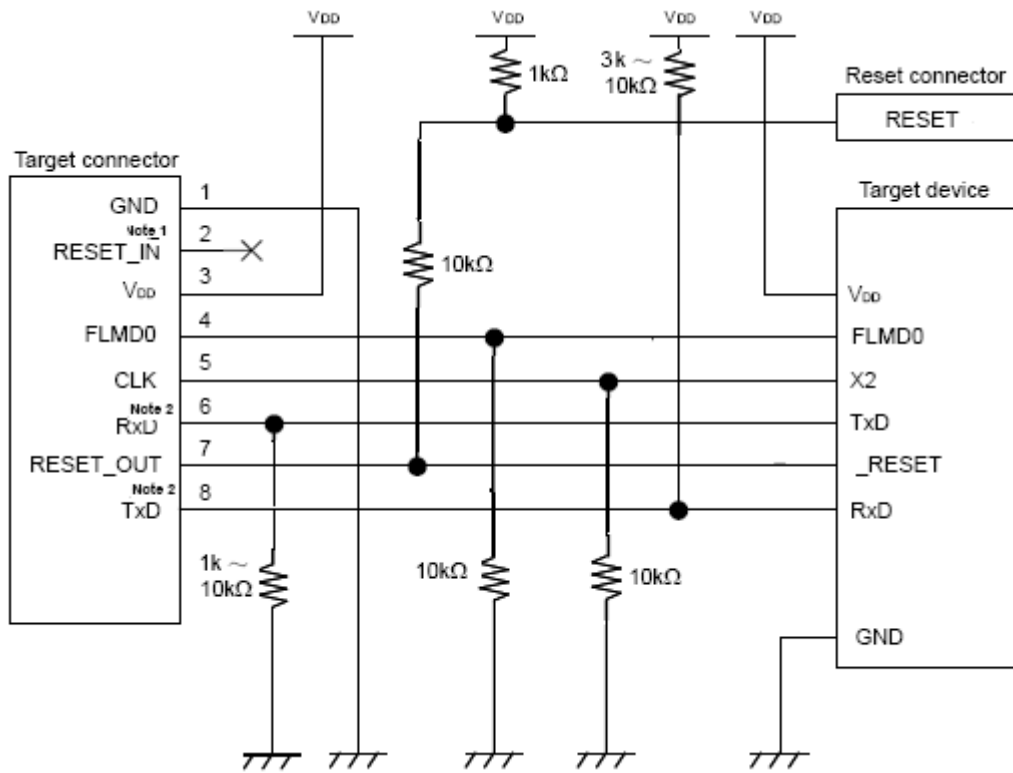 VDD
VDD
VDD
VDD
1kΩ
3k ~
10kΩ
Reset connector
RESET
Target connector
Target device
GND
1
Note 1
RESET_IN
2
VDD
3
FLMD0
4
CLK
5
Note 2
RxD
6
RESET_OUT
7
Note 2
TxD
8
10kΩ
VDD
FLMD0
X2
TxD
_RESET
RxD
GND
1k ~
10kΩ
10kΩ
10kΩ